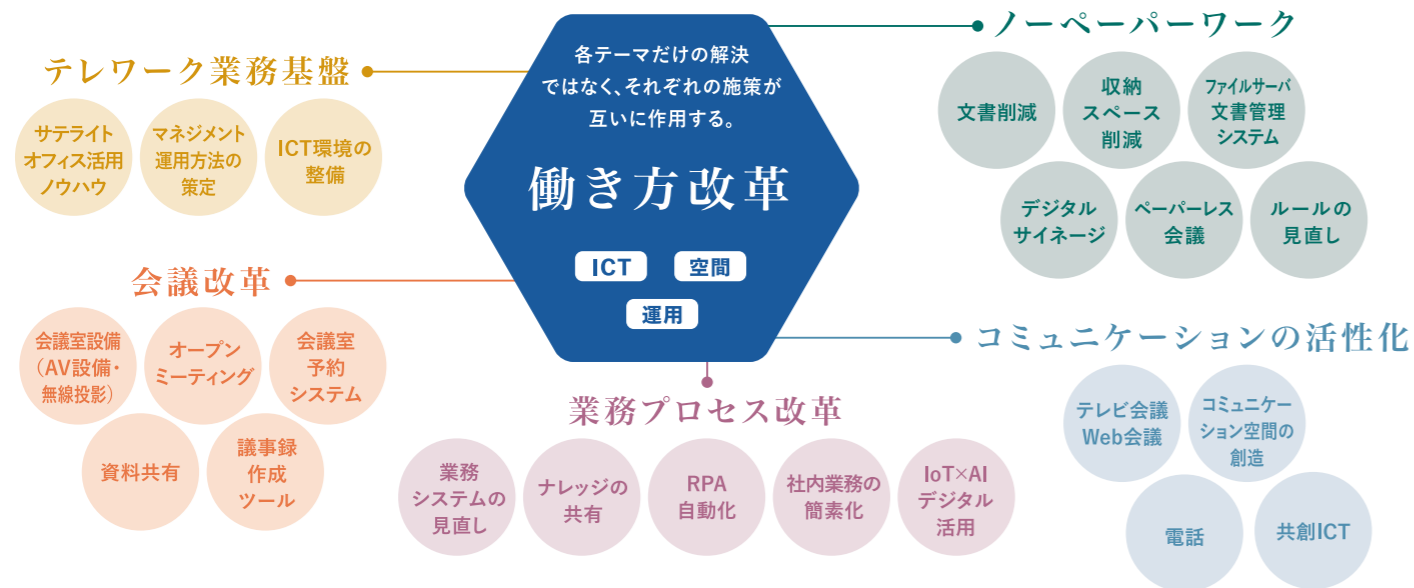 各テーマだけの解決
ではなく、それぞれの施策が
互いに作用する。
働き方改革
ICT
空間
運用
テレワーク業務基盤
サテライト
オフィス活用
ノウハウ
マネジメント
運用方法の
策定
ICT環境の
整備
会議改革
会議室設備
（AV設備・
無線投影）
オープン
ミーティング
会議室
予約
システム
資料共有
議事録
作成
ツール
業務プロセス改革
業務
システムの
見直し
ナレッジの
共有
RPA
自動化
社内業務の
簡素化
IoT×AI
デジタル
活用
ノーペーパーワーク
文書削減
収納
スペース
削減
ファイルサーバ
文書管理
システム
デジタル
サイネージ
ペーパーレス
会議
ルールの
見直し
コミュニケーションの活性化
テレビ会議
Web会議
コミュニケー
ション空間の
創造
電話
共創ICT